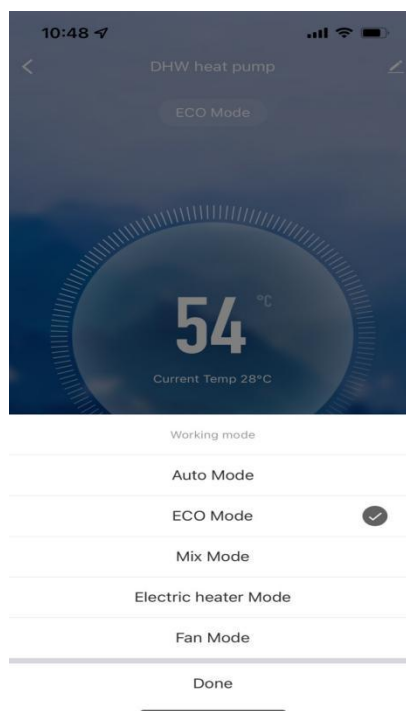 10:48
DHW heat pump
ECO Mode
54 °C
Current Temp 28°C
Working mode
Auto Mode
ECO Mode
Mix Mode
Electric heater Mode
Fan Mode
Done